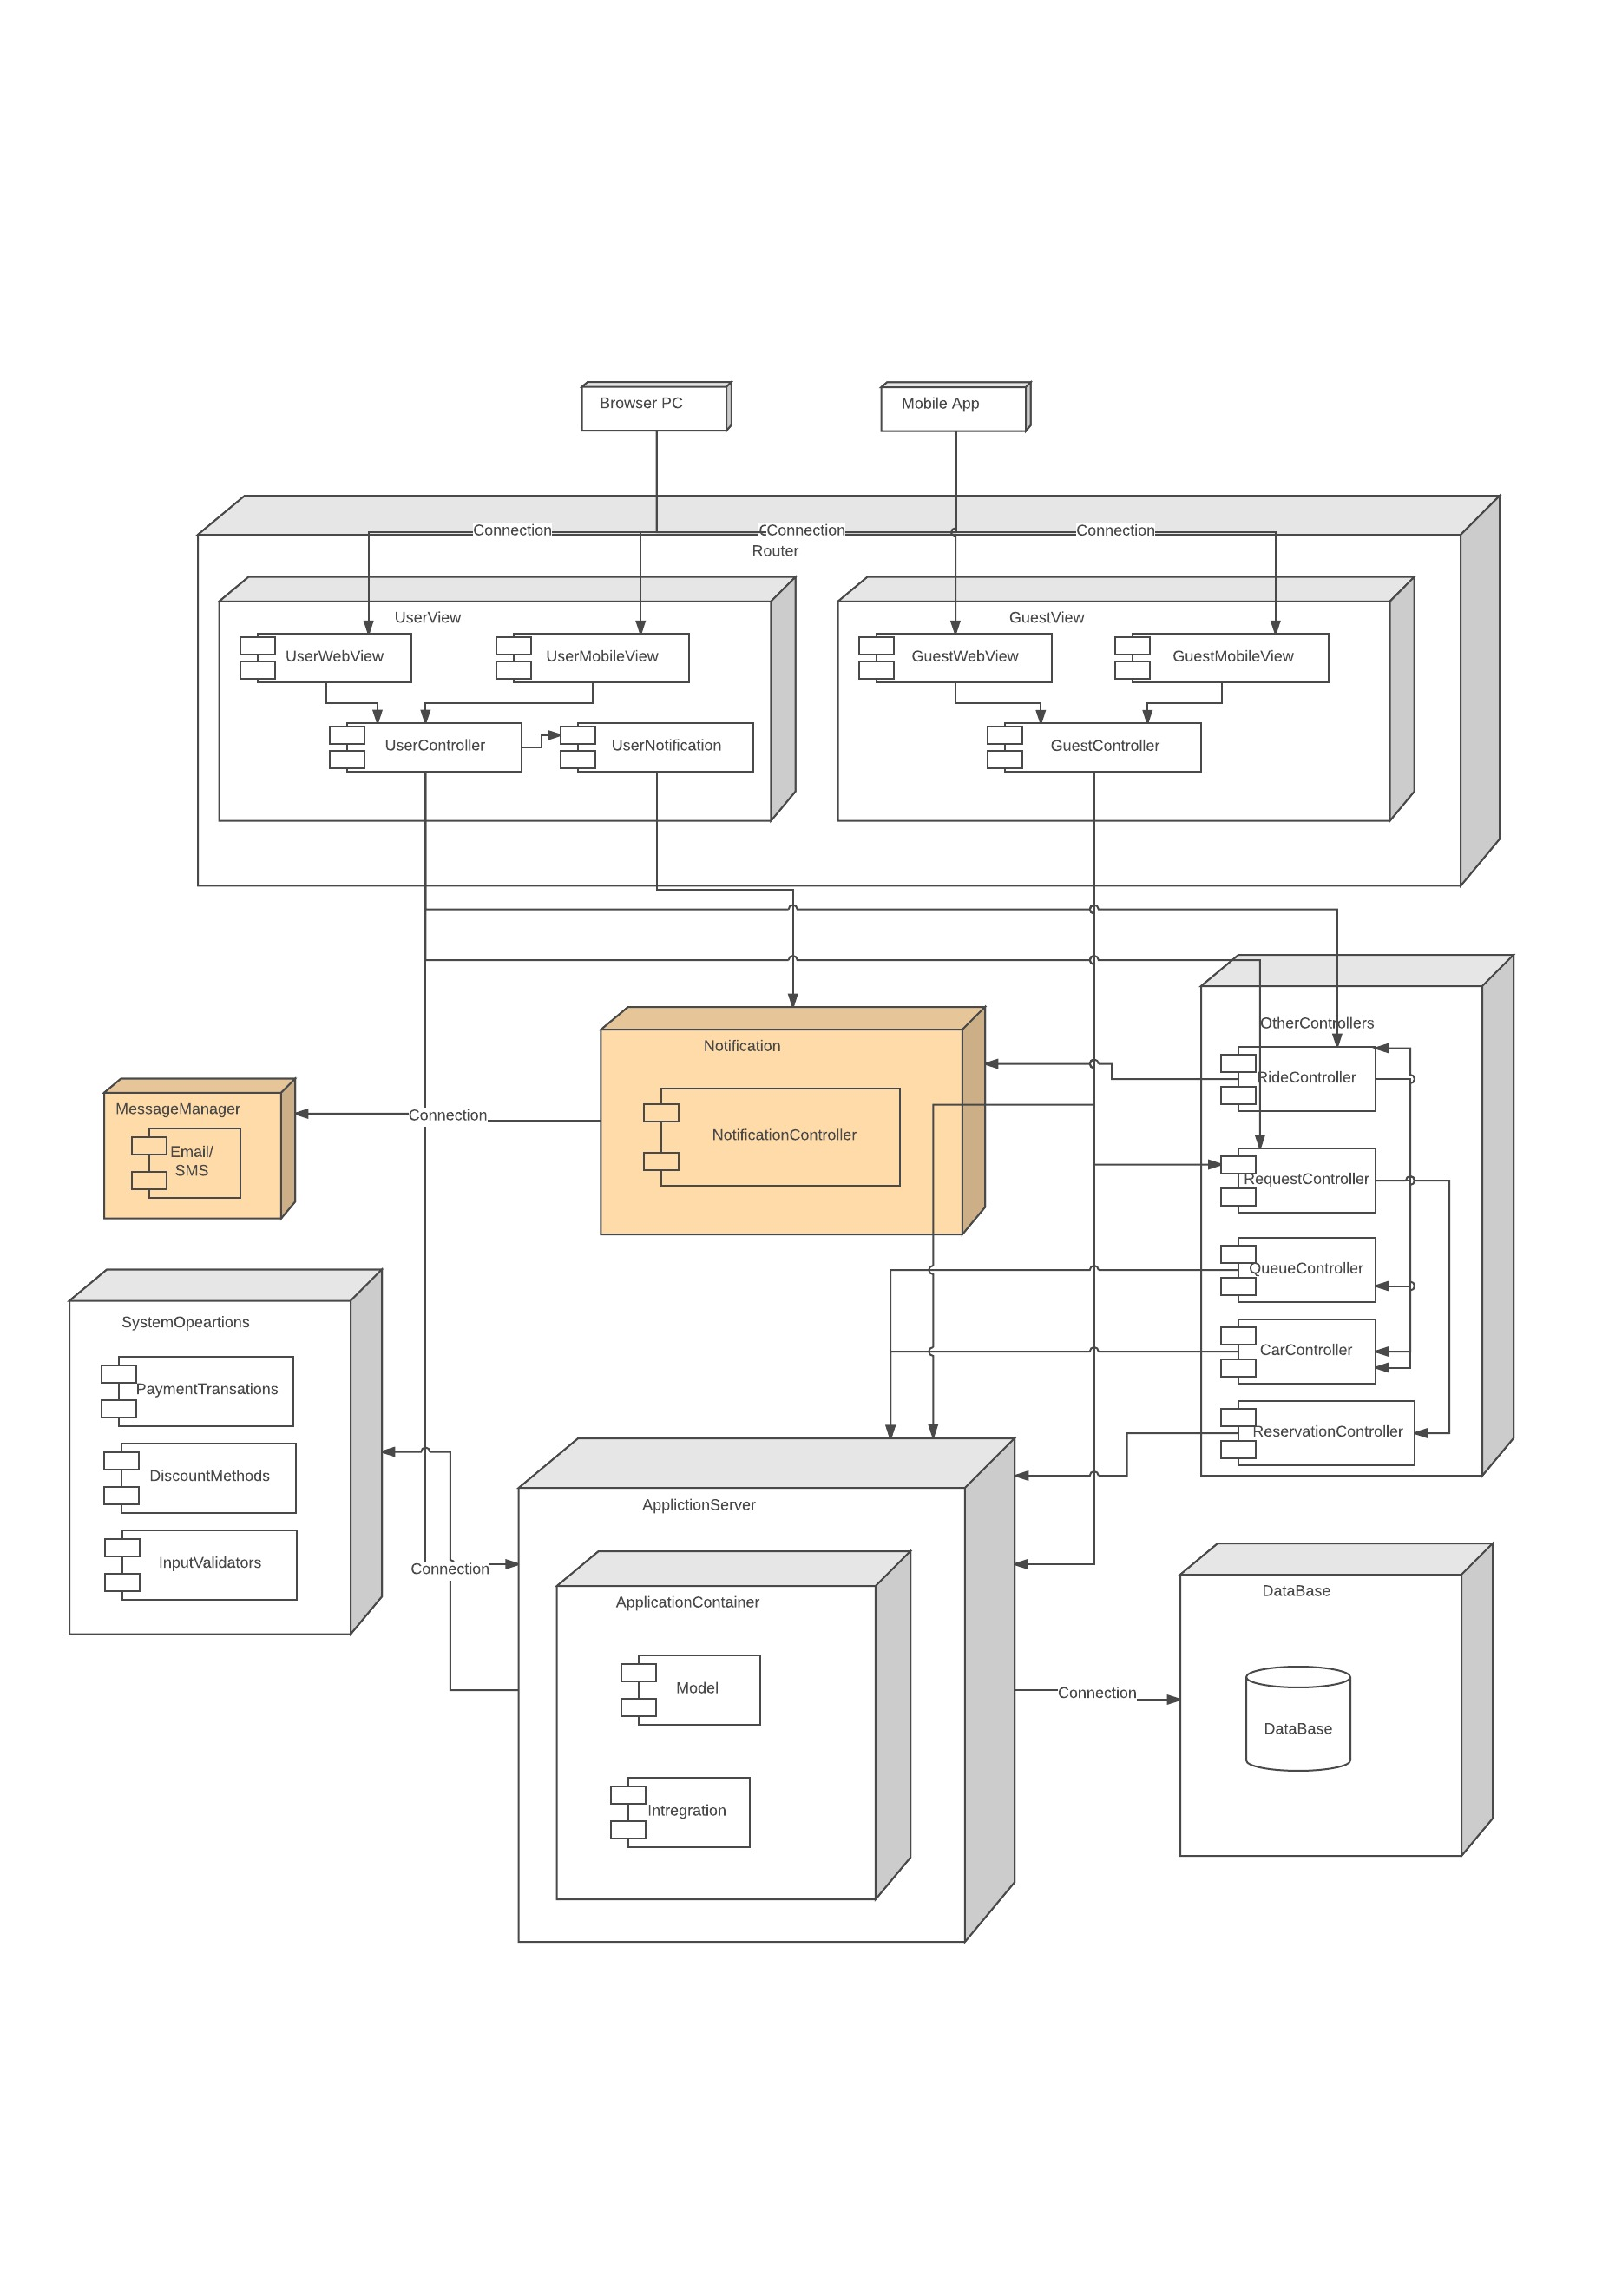 Browser PC
Mobile App
Connection
Connection
Connection
Router
UserView
GuestView
UserWebView
UserMobileView
GuestWebView
GuestMobileView
UserController
UserNotification
GuestController
OtherControllers
Notification
RideController
MessageManager
Connection
NotificationController
Email/
SMS
RequestController
QueueController
SystemOpeartions
CarController
PaymentTransations
ReservationController
DiscountMethods
ApplictionServer
InputValidators
Connection
ApplicationContainer
DataBase
Model
Connection
DataBase
Intregration